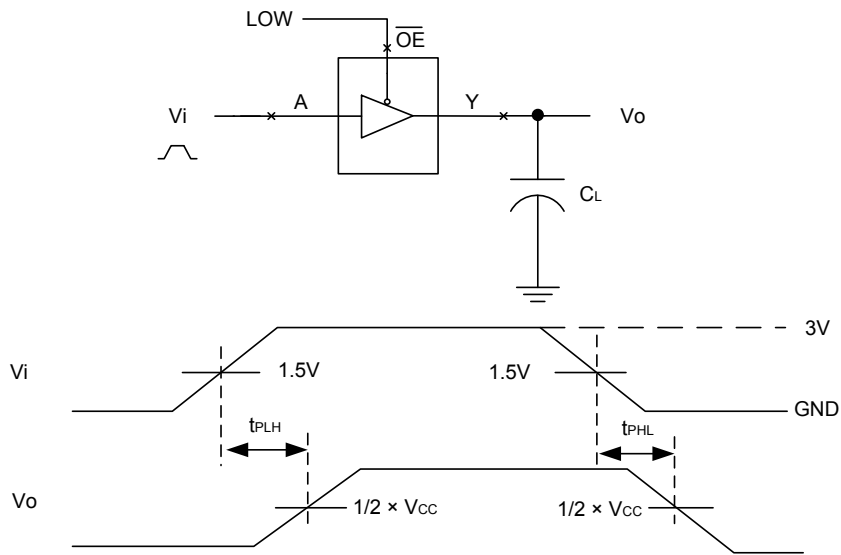 LOW
OE
Vi
A
Y
Vo
CL
3V
Vi
1.5V
1.5V
GND
tPLH
tPHL
Vo
1/2 × VCC
1/2 × VCC